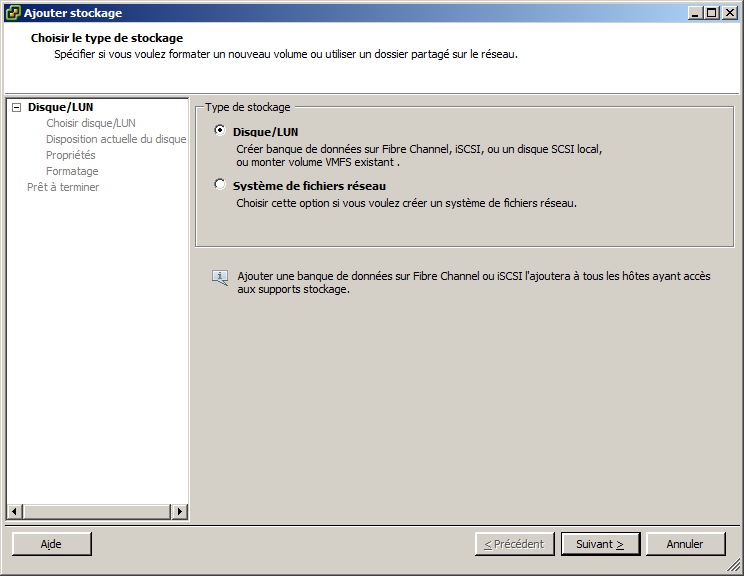 Ajouter stockage
Choisir le type de stockage
Spécifier si vous voulez formater un nouveau volume ou utiliser un dossier partagé sur le réseau.
Disque/LUN
Choisir disque/LUN
Disposition actuelle du disque
Propriétés
Formatage
Prêt à terminer
Type de stockage
Disque/LUN
Créer banque de données sur Fibre Channel, iSCSI, ou un disque SCSI local,
ou monter volume VMFS existant .
Système de fichiers réseau
Choisir cette option si vous voulez créer un système de fichiers réseau.
Ajouter une banque de données sur Fibre Channel ou iSCSI l'ajoutera à tous les hôtes ayant accès
aux supports stockage.
Aide
< Précédent
Suivant >
Annuler